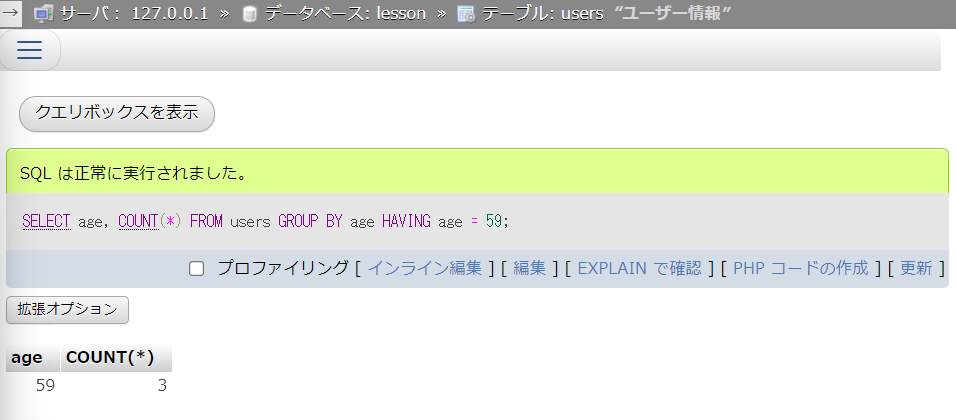 → サーバ: 127.0.0.1 » データベース: lesson » テーブル: users “ユーザー情報”
クエリボックスを表示
SQL は正常に実行されました。
SELECT age, COUNT(*) FROM users GROUP BY age HAVING age = 59;
プロファイリング [ インライン編集 ] [ 編集 ] [ EXPLAIN で確認 ] [ PHP コードの作成 ] [ 更新 ]
拡張オプション
age COUNT(*)
59 3